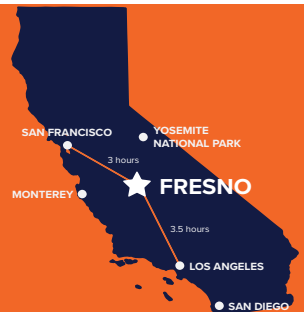 SAN FRANCISCO
YOSEMITE
NATIONAL PARK
3 hours
FRESNO
MONTEREY
3.5 hours
LOS ANGELES
SAN DIEGO